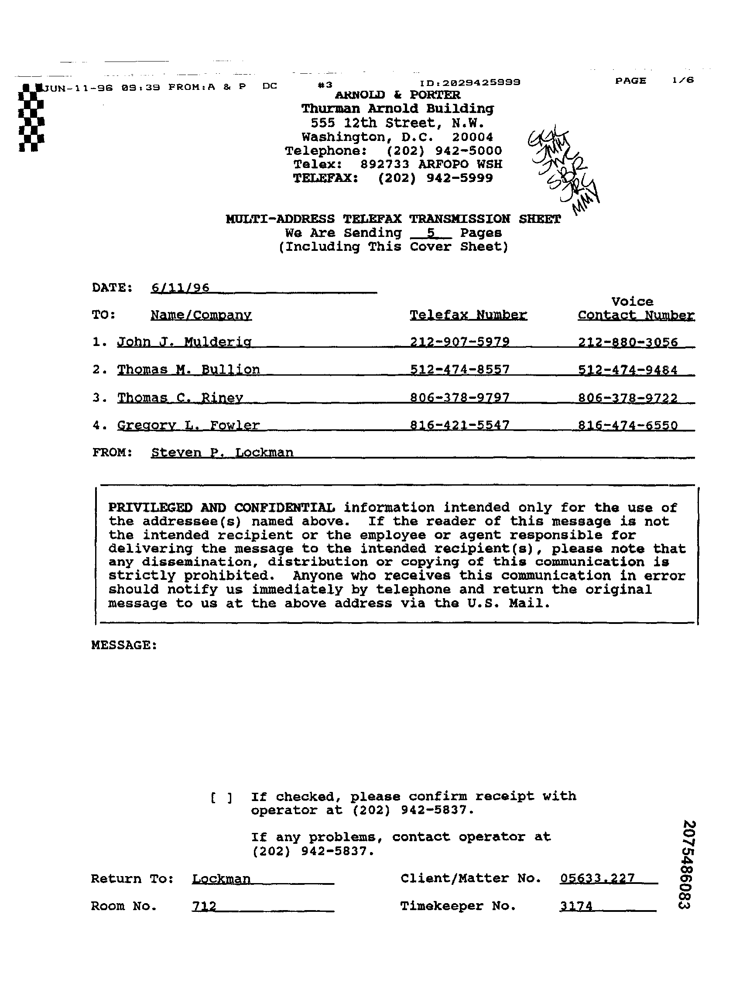 JUN-11-96 09:39 FROM:A & P DC #3 ID:2029425999 PAGE 1/6
ARNOLD & PORTER
Thurman Arnold Building
555 12th Street, N.W.
Washington, D.C. 20004
Telephone: (202) 942-5000
Telex: 892733 ARFOPO WSH
TELEFAX: (202) 942-5999
JMM
JWC
SBR
JRC
MMY
MULTI-ADDRESS TELEFAX TRANSMISSION SHEET
We Are Sending 5 Pages
(Including This Cover Sheet)
DATE: 6/11/96
Voice
TO: Name/Company Telefax Number Contact Number
1. John J. Mulderig 212-907-5979 212-880-3056
2. Thomas M. Bullion 512-474-8557 512-474-9484
3. Thomas C. Riney 806-378-9797 806-378-9722
4. Gregory L. Fowler 816-421-5547 816-474-6550
FROM: Steven P. Lockman
PRIVILEGED AND CONFIDENTIAL information intended only for the use of
the addressee(s) named above. If the reader of this message is not
the intended recipient or the employee or agent responsible for
delivering the message to the intended recipient(s), please note that
any dissemination, distribution or copying of this communication is
strictly prohibited. Anyone who receives this communication in error
should notify us immediately by telephone and return the original
message to us at the above address via the U.S. Mail.
MESSAGE:
[ ] If checked, please confirm receipt with
operator at (202) 942-5837.
If any problems, contact operator at
(202) 942-5837.
Return To: Lockman Client/Matter No. 05633.227
Room No. 712 Timekeeper No. 3174
2075486083